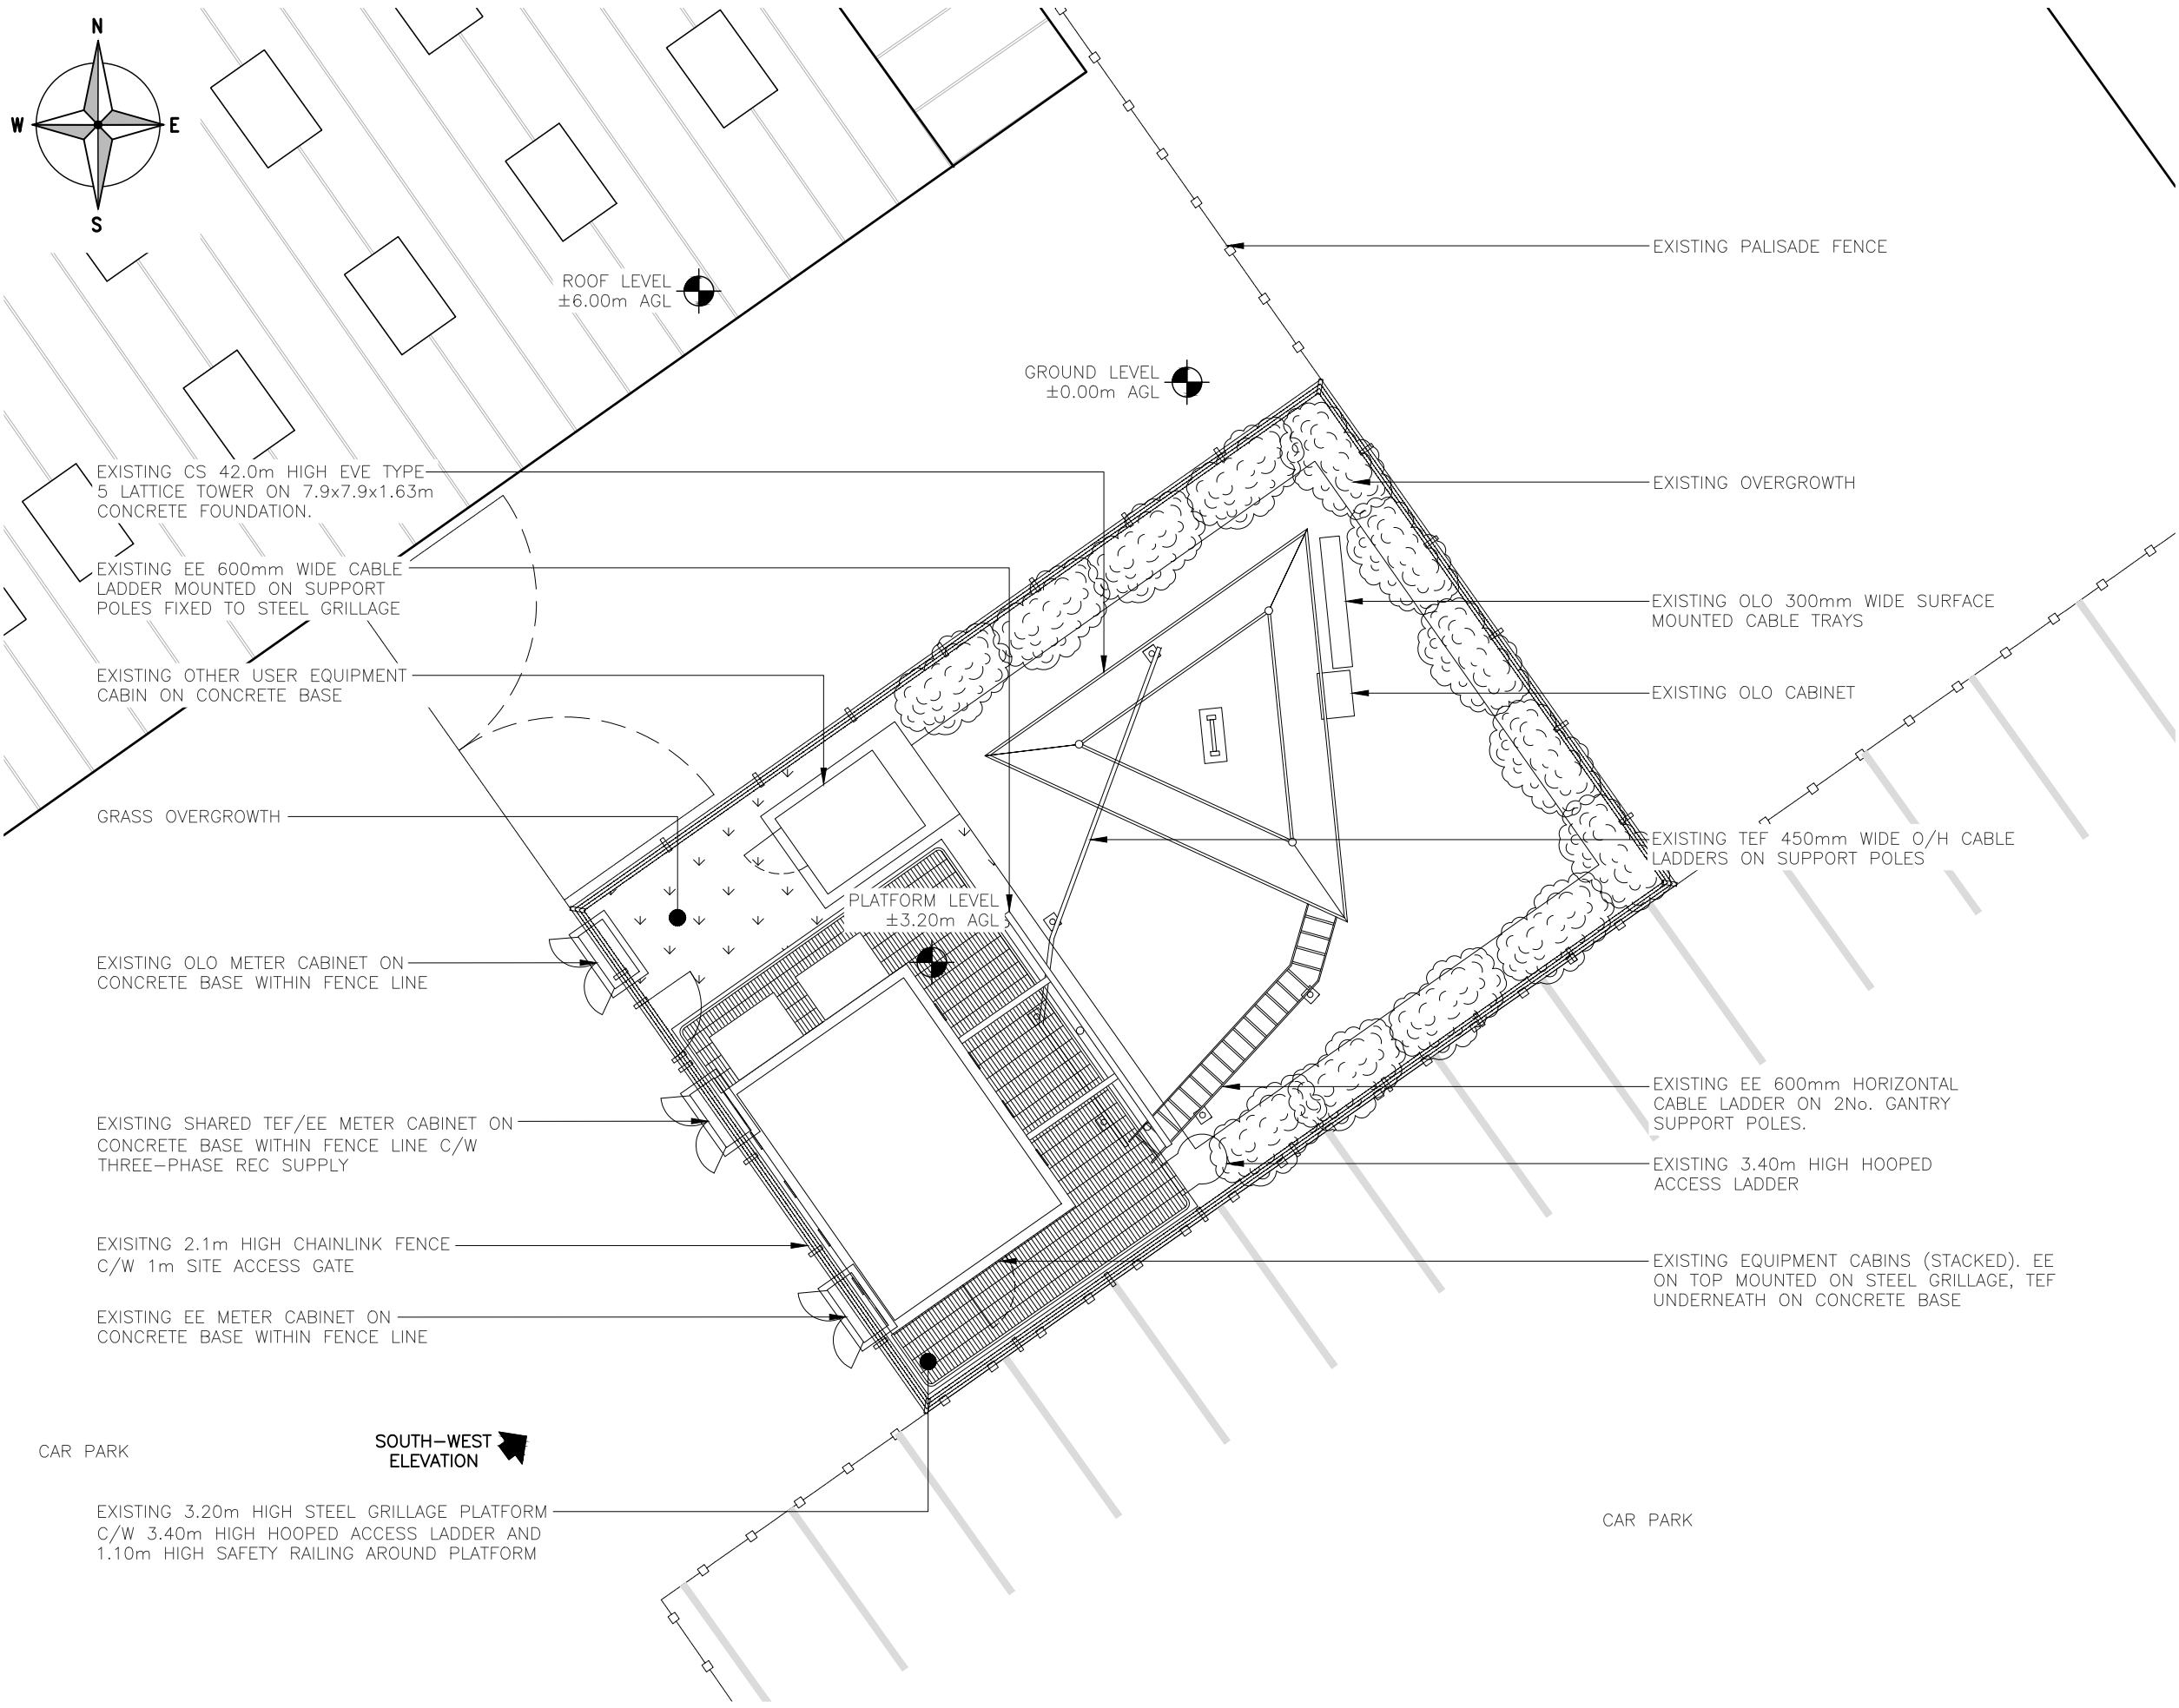 N
W E
S
ROOF LEVEL
±6.00m AGL
GROUND LEVEL
±0.00m AGL
EXISTING PALISADE FENCE
EXISTING CS 42.0m HIGH EVE TYPE
5 LATTICE TOWER ON 7.9x7.9x1.63m
CONCRETE FOUNDATION.
EXISTING OVERGROWTH
EXISTING EE 600mm WIDE CABLE
LADDER MOUNTED ON SUPPORT
POLES FIXED TO STEEL GRILLAGE
EXISTING OLO 300mm WIDE SURFACE
MOUNTED CABLE TRAYS
EXISTING OTHER USER EQUIPMENT
CABIN ON CONCRETE BASE
EXISTING OLO CABINET
GRASS OVERGROWTH
EXISTING TEF 450mm WIDE O/H CABLE
LADDERS ON SUPPORT POLES
PLATFORM LEVEL
±3.20m AGL
EXISTING OLO METER CABINET ON
CONCRETE BASE WITHIN FENCE LINE
EXISTING EE 600mm HORIZONTAL
CABLE LADDER ON 2No. GANTRY
SUPPORT POLES.
EXISTING SHARED TEF/EE METER CABINET ON
CONCRETE BASE WITHIN FENCE LINE C/W
THREE-PHASE REC SUPPLY
EXISTING 3.40m HIGH HOOPED
ACCESS LADDER
EXISITNG 2.1m HIGH CHAINLINK FENCE
C/W 1m SITE ACCESS GATE
EXISTING EQUIPMENT CABINS (STACKED). EE
ON TOP MOUNTED ON STEEL GRILLAGE, TEF
UNDERNEATH ON CONCRETE BASE
EXISTING EE METER CABINET ON
CONCRETE BASE WITHIN FENCE LINE
CAR PARK
SOUTH-WEST
ELEVATION
EXISTING 3.20m HIGH STEEL GRILLAGE PLATFORM
C/W 3.40m HIGH HOOPED ACCESS LADDER AND
1.10m HIGH SAFETY RAILING AROUND PLATFORM
CAR PARK